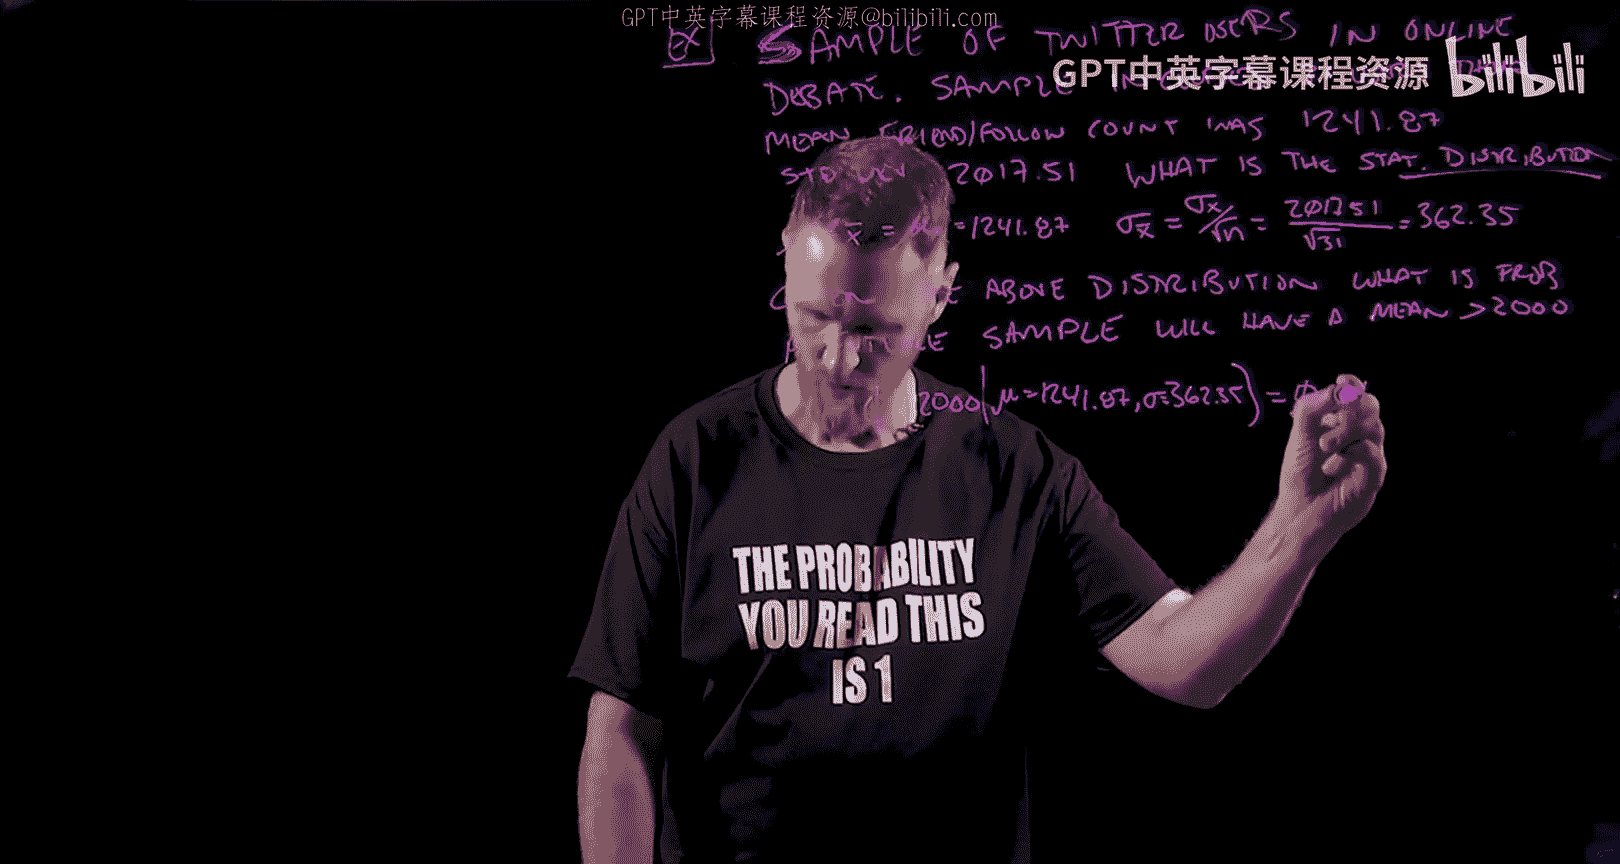 GPT中英字幕课程资源@bilibili.com
EX SAMPLE OF TWITTER USERS IN ONLINE
GPT中英字幕课程资源 bilibili
DEBATE. SAMPLE
MEAN FRIEND/FOLLOW COUNT WAS 1241.87
STD DEV 2017.51 WHAT IS THE STAT. DISTRIBUTION
x̄ = =1241.87 σx̄ = σx/√n = 2017.51/√31 = 362.35
ABOVE DISTRIBUTION WHAT IS PROB
SAMPLE WILL HAVE A MEAN >2000
2000|μ=1241.87, σ=362.35) =
THE PROBABILITY
YOU READ THIS
IS 1